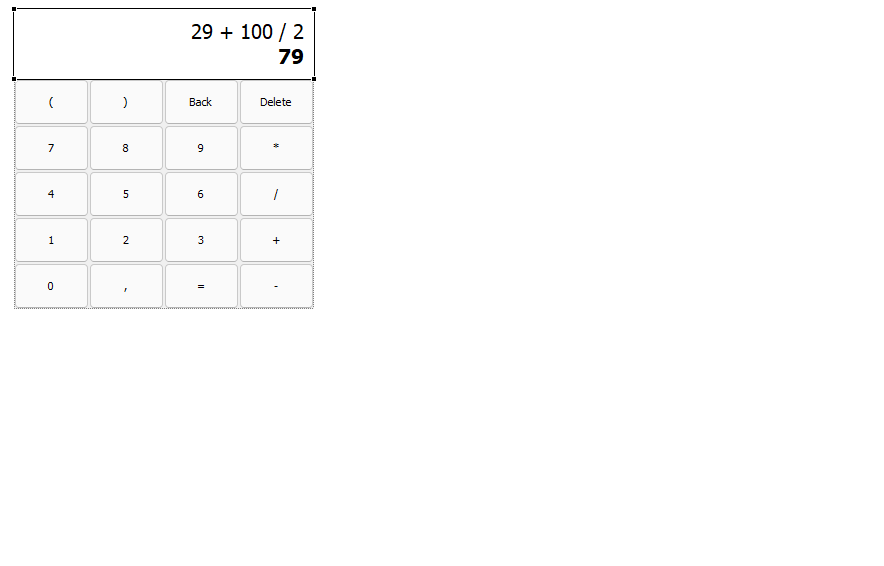 29 + 100 / 2
79
( ) Back Delete
7 8 9 *
4 5 6 /
1 2 3 +
0 , = -